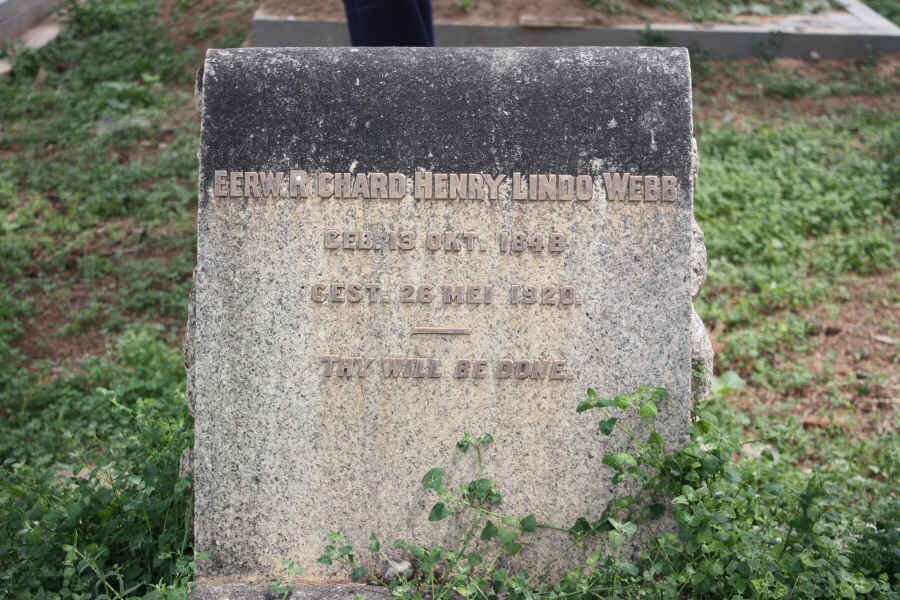 EERW. RICHARD HENRY LINDO WEBB
GEB. 13 OKT. 1848
GEST. 26 MEI 1920.
THY WILL BE DONE.